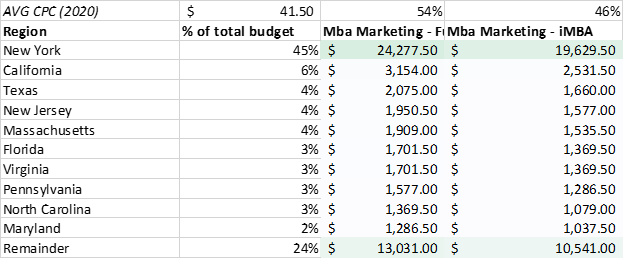 AVG CPC (2020) $ 41.50 54% 46%
Region % of total budget Mba Marketing - Mba Marketing - iMBA
New York 45% $ 24,277.50 $ 19,629.50
California 6% $ 3,154.00 $ 2,531.50
Texas 4% $ 2,075.00 $ 1,660.00
New Jersey 4% $ 1,950.50 $ 1,577.00
Massachusetts 4% $ 1,909.00 $ 1,535.50
Florida 3% $ 1,701.50 $ 1,369.50
Virginia 3% $ 1,701.50 $ 1,369.50
Pennsylvania 3% $ 1,577.00 $ 1,286.50
North Carolina 3% $ 1,369.50 $ 1,079.00
Maryland 2% $ 1,286.50 $ 1,037.50
Remainder 24% $ 13,031.00 $ 10,541.00